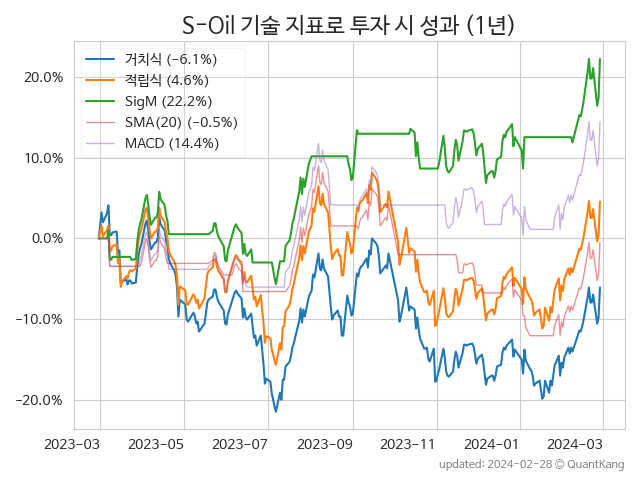 S-Oil 기술 지표로 투자 시 성과 (1년)
거치식 (-6.1%)
적립식 (4.6%)
SigM (22.2%)
SMA(20) (-0.5%)
MACD (14.4%)
20.0%
10.0%
0.0%
-10.0%
-20.0%
2023-03 2023-05 2023-07 2023-09 2023-11 2024-01 2024-03
updated: 2024-02-28 © QuantKang